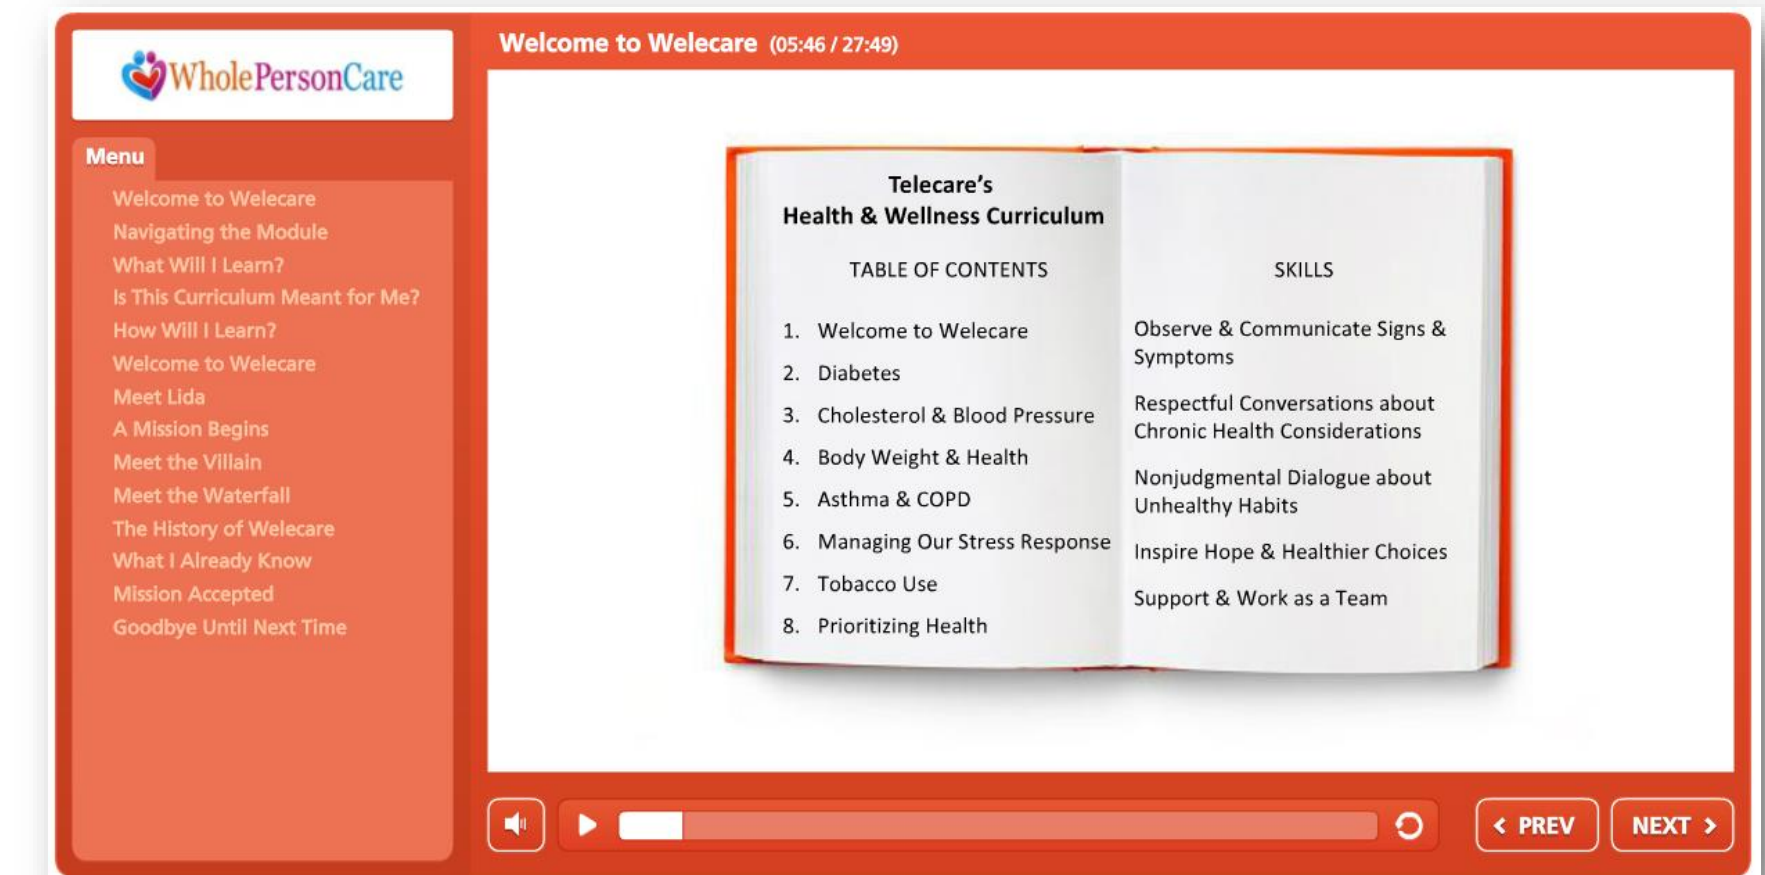 WholePersonCare
Welcome to Welecare (05:46 / 27:49)
Menu
Welcome to Welecare
Navigating the Module
What Will I Learn?
Is This Curriculum Meant for Me?
How Will I Learn?
Welcome to Welecare
Meet Lida
A Mission Begins
Meet the Villain
Meet the Waterfall
The History of Welecare
What I Already Know
Mission Accepted
Goodbye Until Next Time
Telecare's
Health & Wellness Curriculum
TABLE OF CONTENTS
1. Welcome to Welecare
2. Diabetes
3. Cholesterol & Blood Pressure
4. Body Weight & Health
5. Asthma & COPD
6. Managing Our Stress Response
7. Tobacco Use
8. Prioritizing Health
SKILLS
Observe & Communicate Signs &
Symptoms
Respectful Conversations about
Chronic Health Considerations
Nonjudgmental Dialogue about
Unhealthy Habits
Inspire Hope & Healthier Choices
Support & Work as a Team
PREV
NEXT